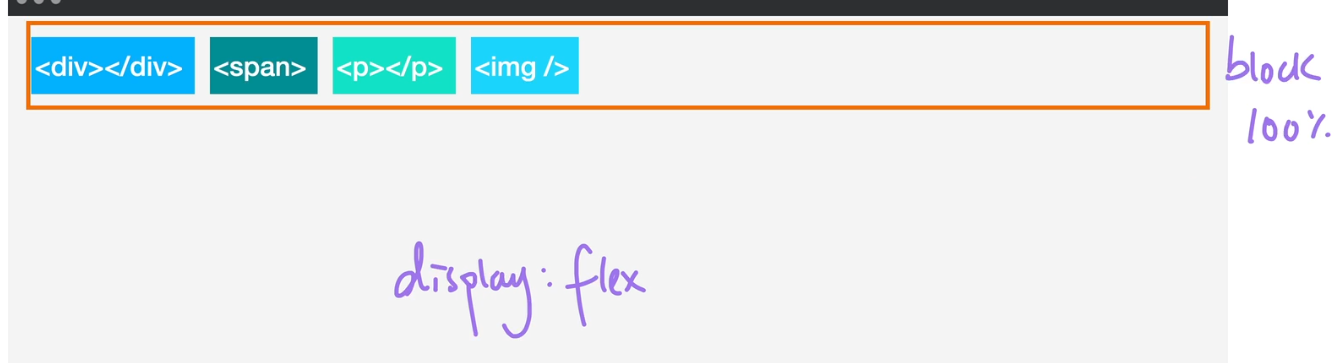 <div></div> <span> <p></p> <img />
block
100%
display: flex